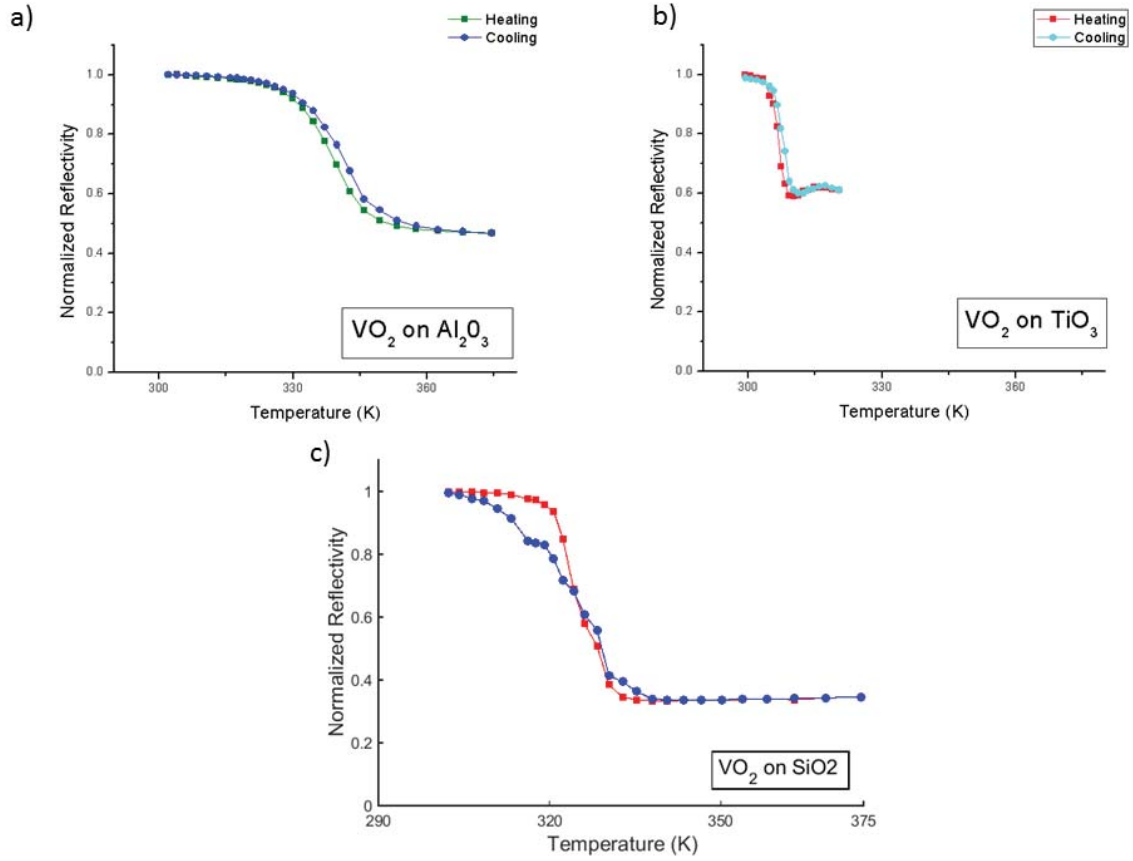 a)
Heating
Cooling
1.0
0.8
0.6
0.4
0.2
0.0
Normalized Reflectivity
VO2 on Al203
300
330
360
Temperature (K)
b)
Heating
Cooling
1.0
0.8
0.6
0.4
0.2
0.0
Normalized Reflectivity
VO2 on TiO3
300
330
360
Temperature (K)
c)
1
0.8
0.6
0.4
0.2
0
Normalized Reflectivity
VO2 on SiO2
290
320
350
375
Temperature (K)